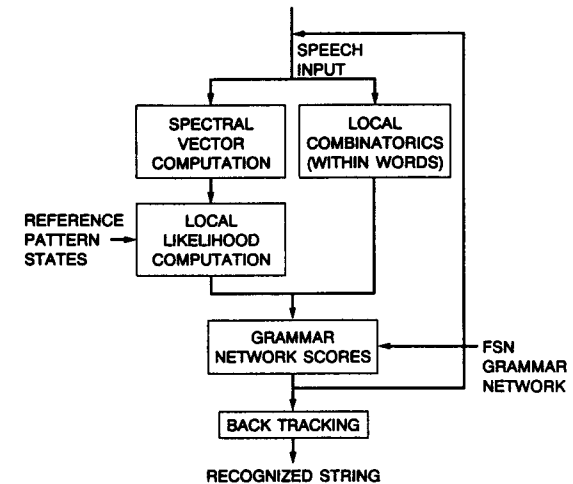 SPEECH
INPUT
SPECTRAL
VECTOR
COMPUTATION
LOCAL
COMBINATORICS
(WITHIN WORDS)
REFERENCE
PATTERN
STATES
LOCAL
LIKELIHOOD
COMPUTATION
GRAMMAR
NETWORK SCORES
FSN
GRAMMAR
NETWORK
BACK TRACKING
RECOGNIZED STRING